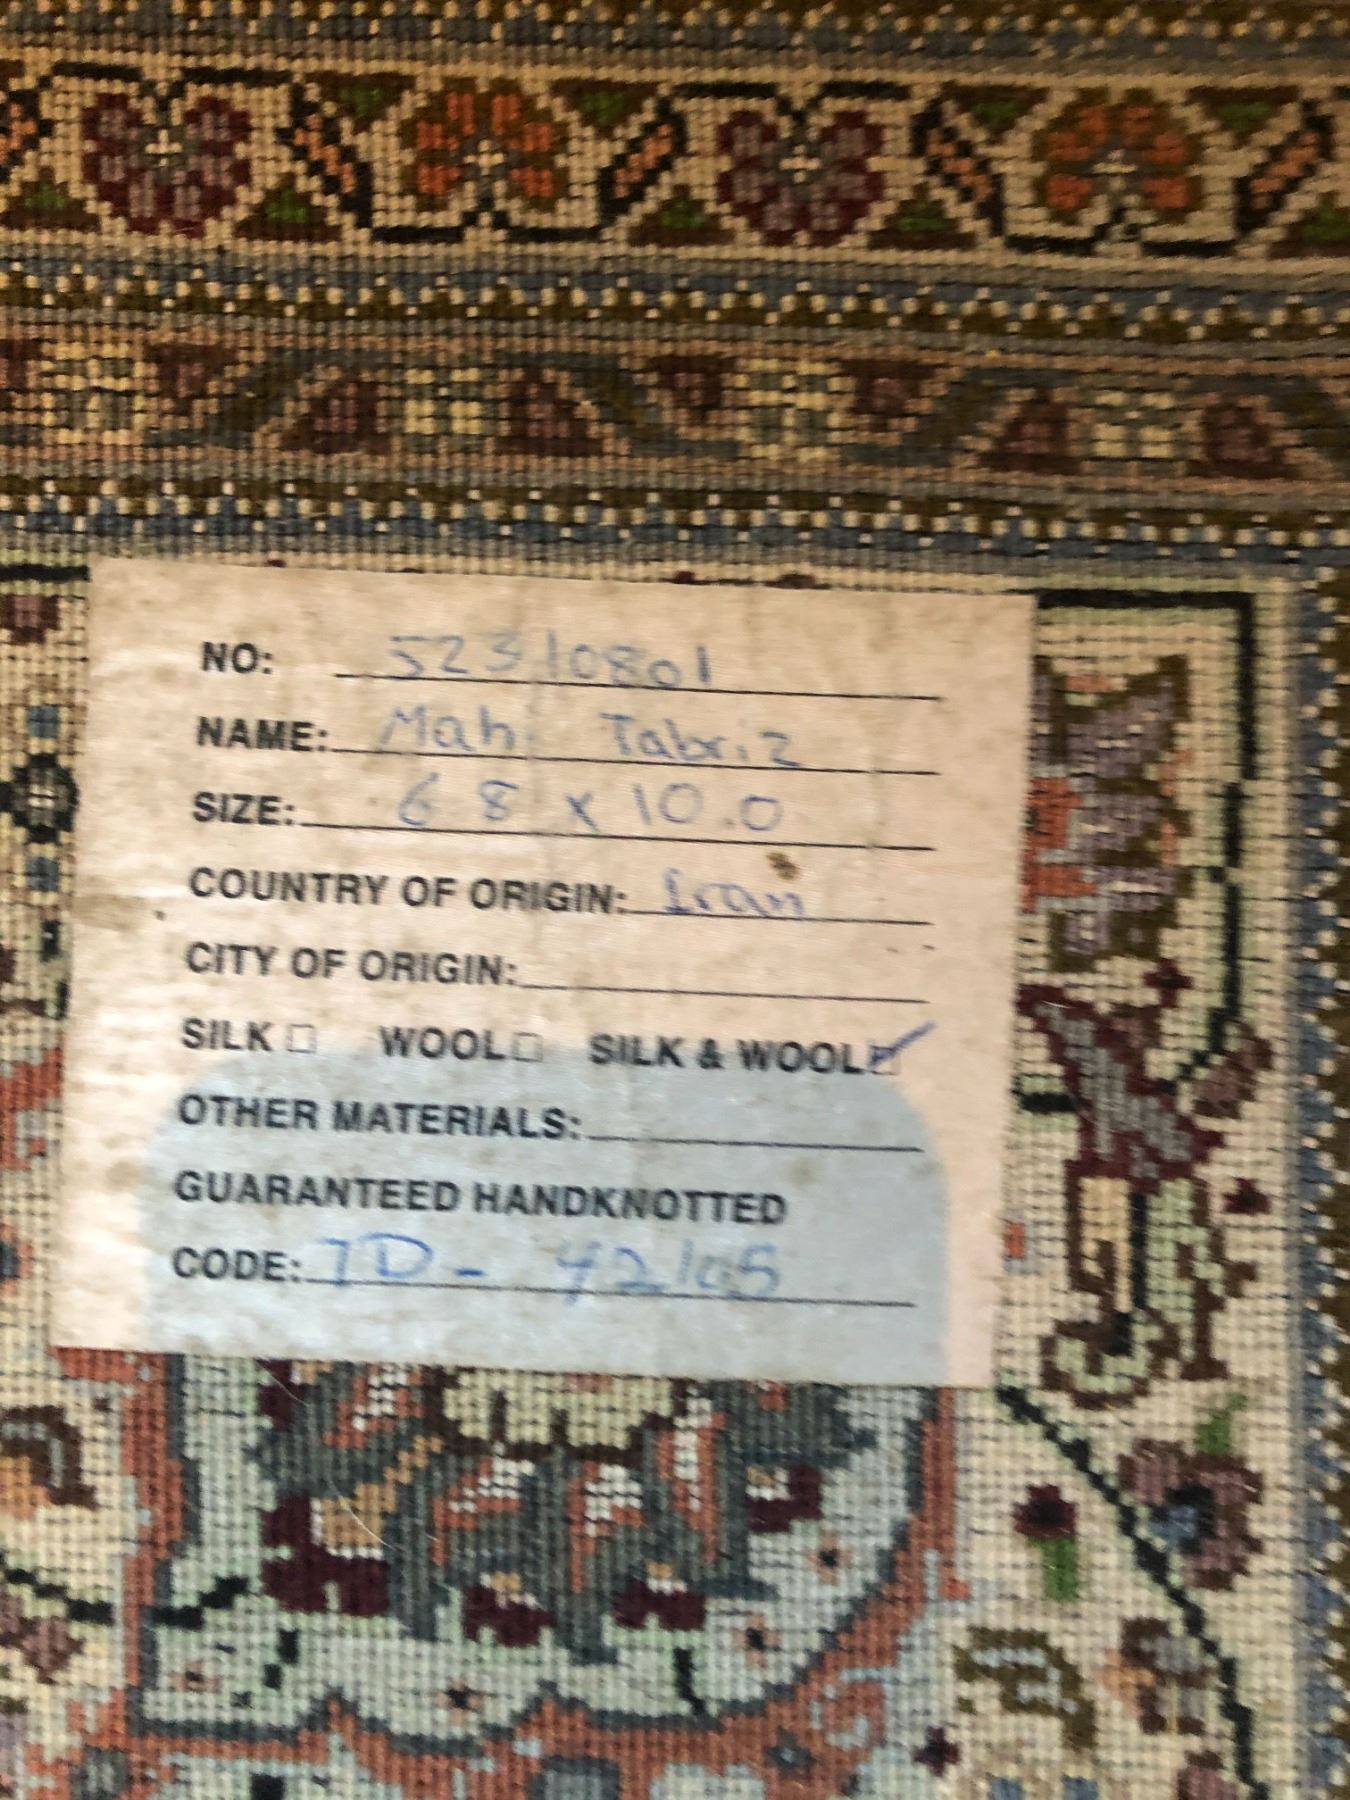 NO: 52310801
NAME: Mahi Tabriz
SIZE: 6 8 x 10.0
COUNTRY OF ORIGIN: Iran
CITY OF ORIGIN:
SILK WOOL SILK & WOOL
OTHER MATERIALS:
GUARANTEED HANDKNOTTED
CODE: TD - 42105